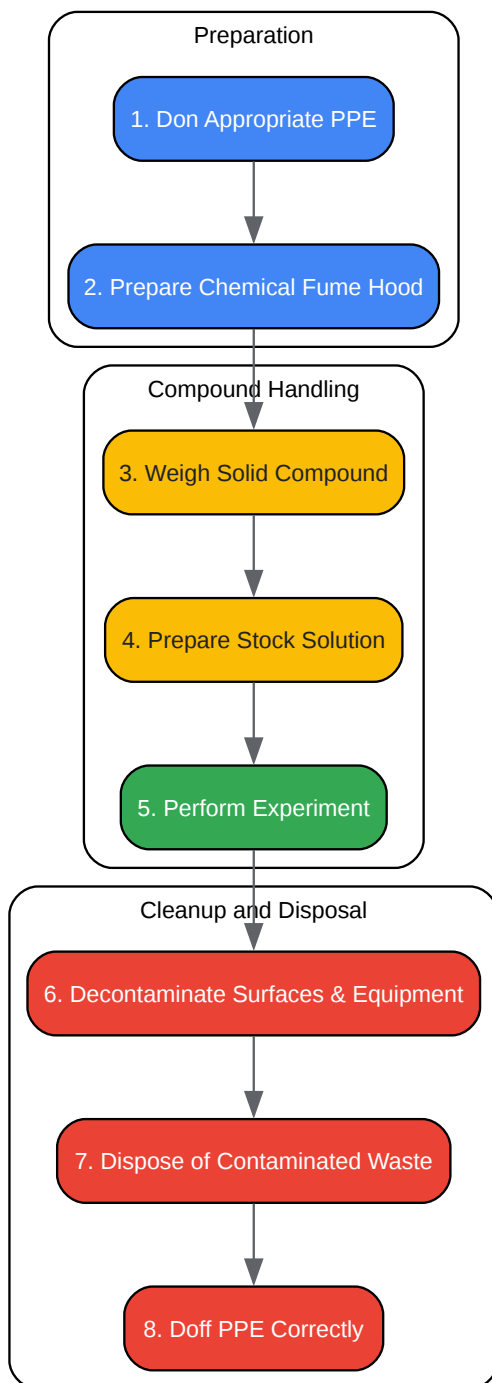 Preparation
1. Don Appropriate PPE
2. Prepare Chemical Fume Hood
Compound Handling
3. Weigh Solid Compound
4. Prepare Stock Solution
5. Perform Experiment
Cleanup and Disposal
6. Decontaminate Surfaces & Equipment
7. Dispose of Contaminated Waste
8. Doff PPE Correctly